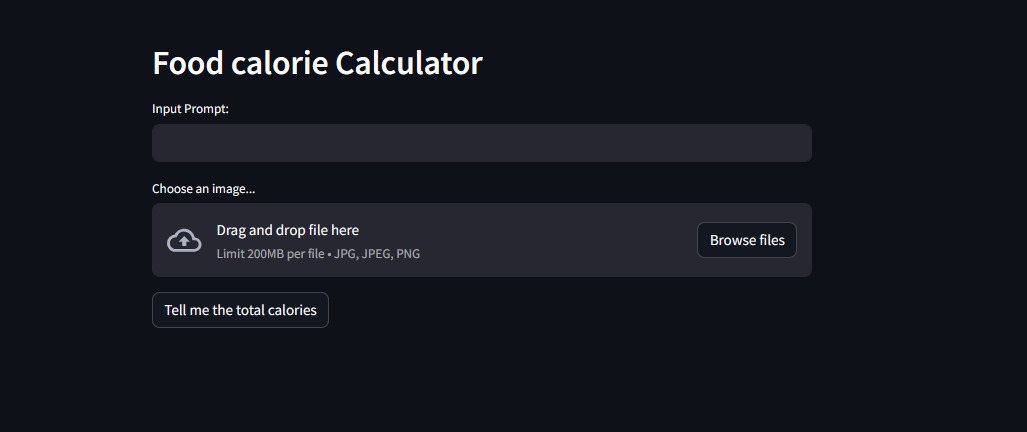 Food calorie Calculator
Input Prompt:
Choose an image...
Drag and drop file here
Limit 200MB per file • JPG, JPEG, PNG
Browse files
Tell me the total calories